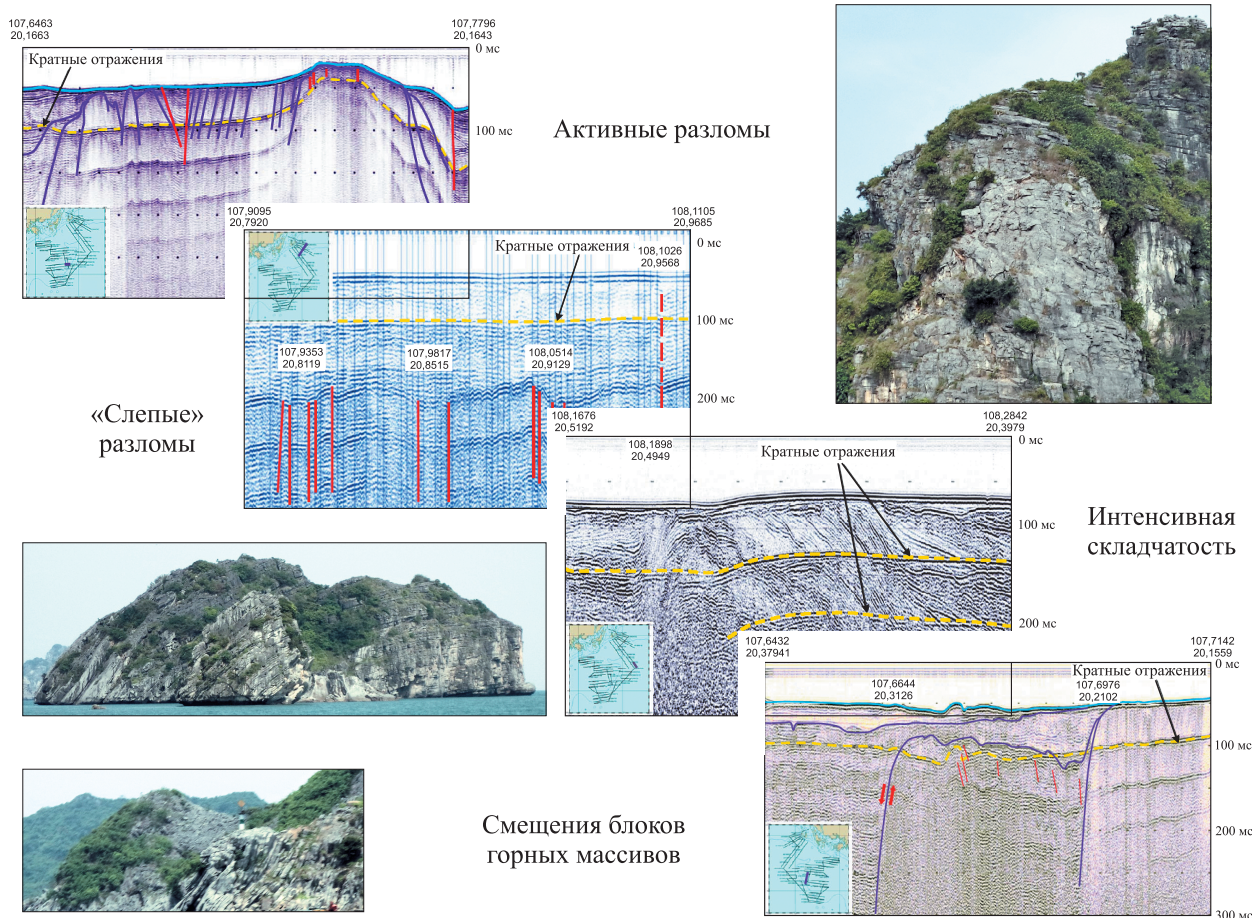 107,6463
20,1663
107,7796
20,1643
0 мс
Кратные отражения
100 мс
Активные разломы
107,9095
20,7920
108,1105
20,9685
0 мс
Кратные отражения
108,1026
20,9568
100 мс
107,9353
20,8119
107,9817
20,8515
108,0514
20,9129
200 мс
«Слепые»
разломы
108,1676
20,5192
108,2842
20,3979
0 мс
108,1898
20,4949
Кратные отражения
100 мс
Интенсивная
складчатость
200 мс
107,6432
20,37941
107,7142
20,1559
0 мс
Кратные отражения
107,6644
20,3126
107,6976
20,2102
100 мс
Смещения блоков
горных массивов
200 мс
300 мс